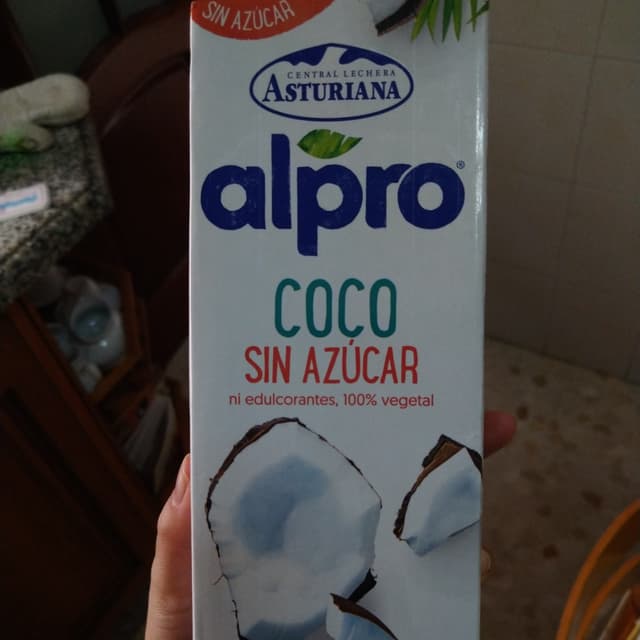 SIN AZÚCAR
CENTRAL LECHERA
ASTURIANA
alpro®
COCO
SIN AZÚCAR
ni edulcorantes, 100% vegetal